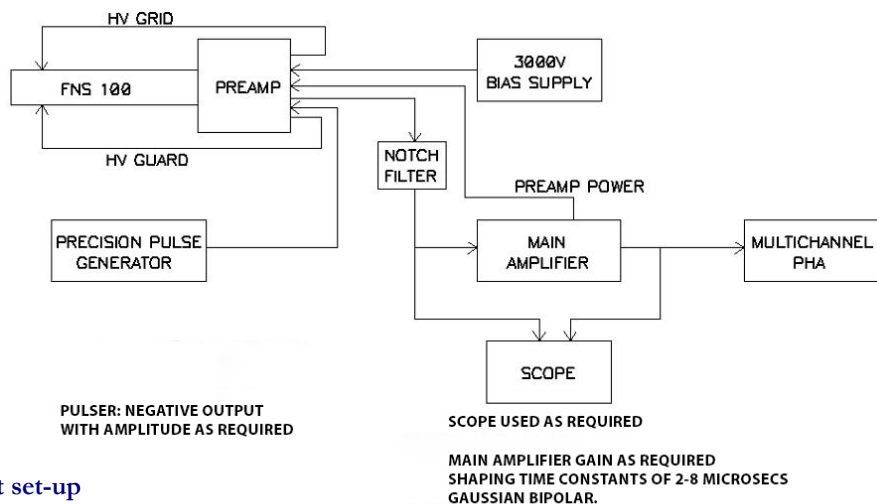 HV GRID
FNS 100
PREAMP
3000V
BIAS SUPPLY
HV GUARD
NOTCH
FILTER
PREAMP POWER
PRECISION PULSE
GENERATOR
MAIN
AMPLIFIER
MULTICHANNEL
PHA
SCOPE
PULSER: NEGATIVE OUTPUT
WITH AMPLITUDE AS REQUIRED
SCOPE USED AS REQUIRED
MAIN AMPLIFIER GAIN AS REQUIRED
SHAPING TIME CONSTANTS OF 2-8 MICROSECS
GAUSSIAN BIPOLAR.
t set-up